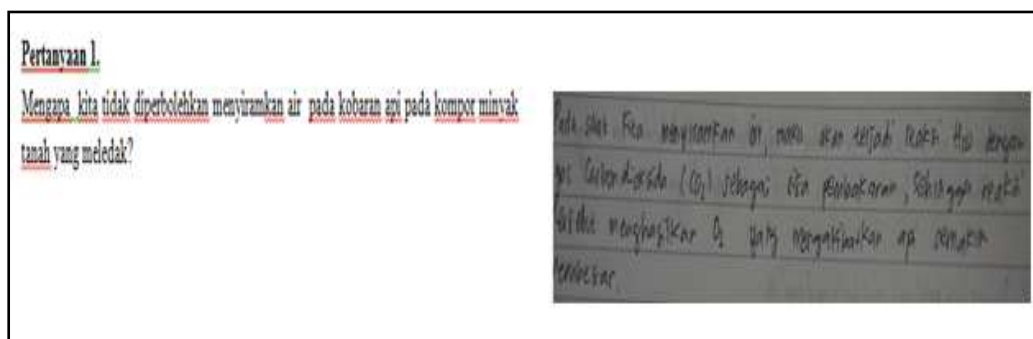 Pertanyaan 1.
Mengapa kita tidak diperbolehkan menyiramkan air pada kobaran api pada kompor minyak
tanah yang meledak?
Pada saat kita menyiramkan air, maka akan terjadi reaksi H₂O dengan
gas Carbondioksida (CO₂) sebagai sisa pembakaran, sehingga reaksi
tersebut menghasilkan O₂ yang mengakibatkan api semakin
membesar.